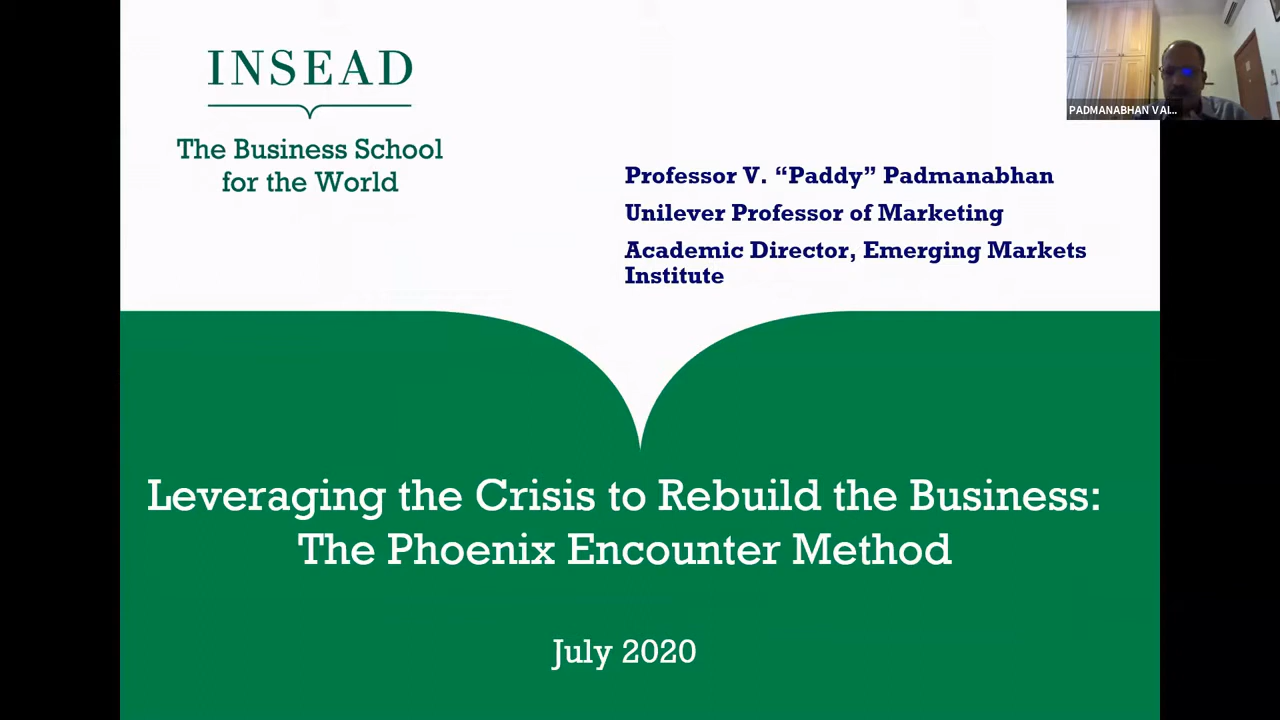 INSEAD
The Business School
for the World
PADMANABHAN VAI...
Professor V. “Paddy” Padmanabhan
Unilever Professor of Marketing
Academic Director, Emerging Markets
Institute
Leveraging the Crisis to Rebuild the Business:
The Phoenix Encounter Method
July 2020